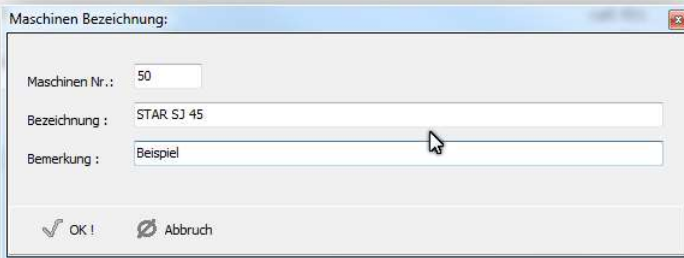 Maschinen Bezeichnung:
Maschinen Nr.: 50
Bezeichnung : STAR SJ 45
Bemerkung : Beispiel
OK ! Abbruch